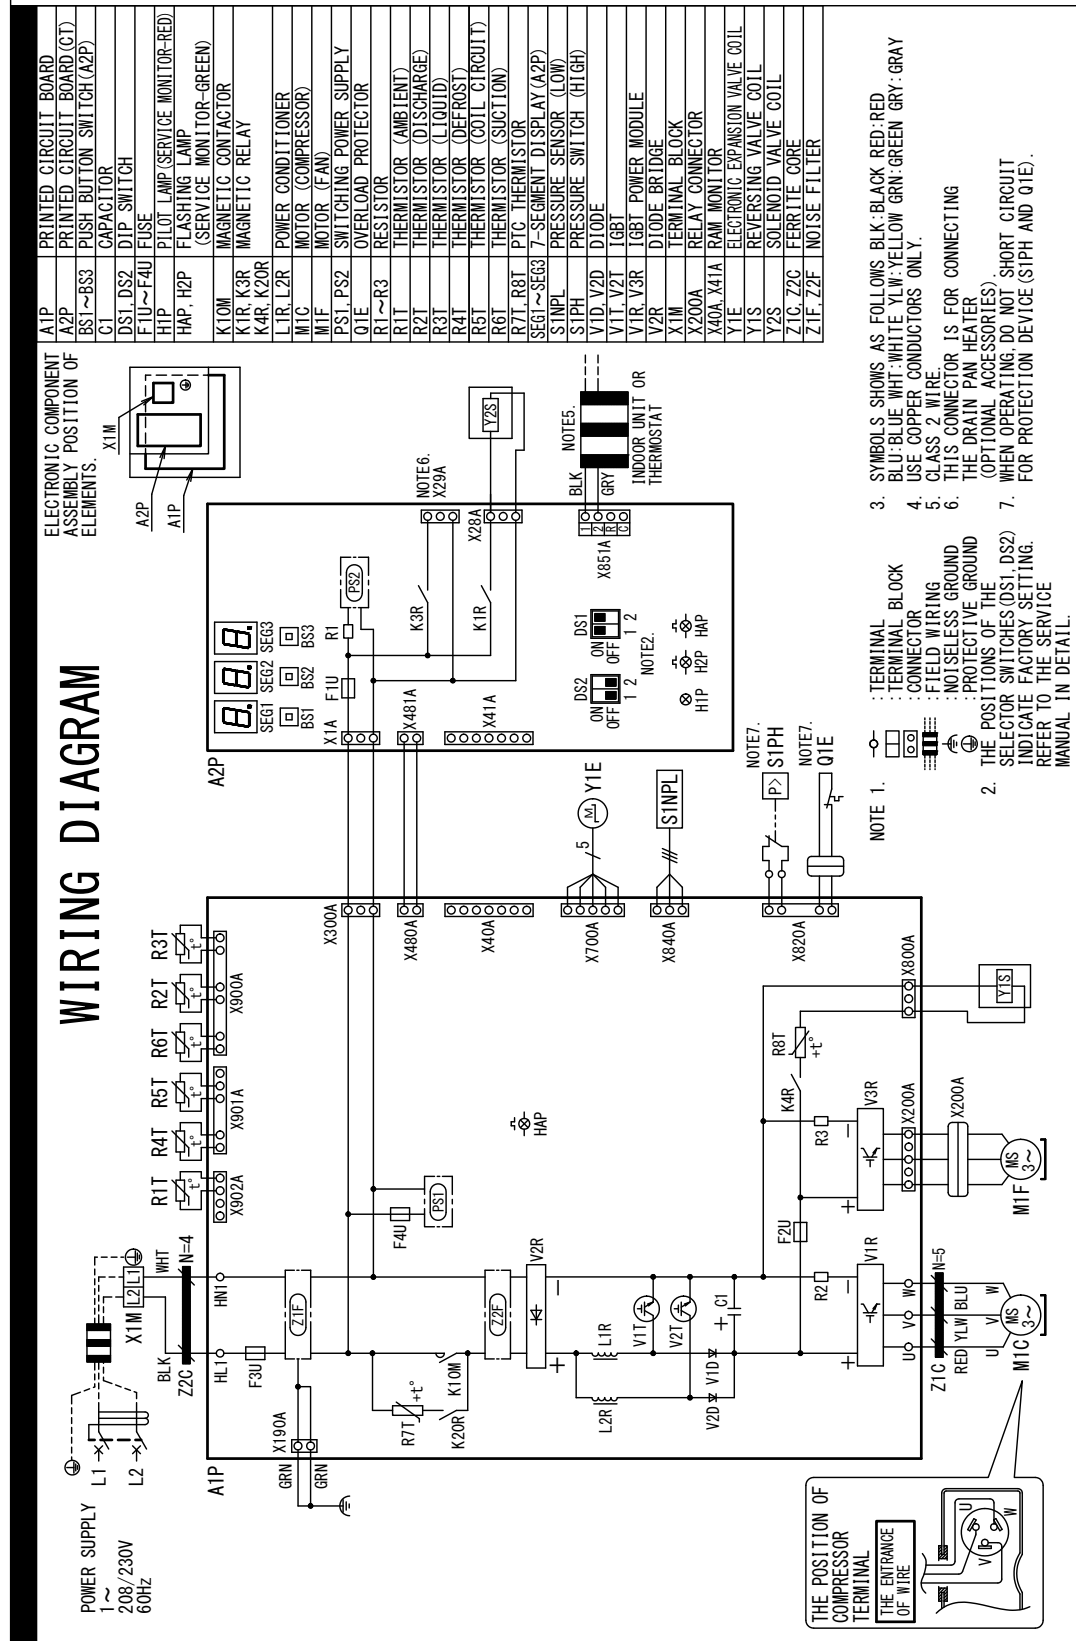 WIRING DIAGRAM
POWER SUPPLY
1~
208/230V
60Hz
L1
L2
X1M
L2 L1
BLK
WHT
Z2C
N=4
R1T
t°
R4T
t°
R5T
t°
R6T
t°
R2T
t°
R3T
t°
X902A
X901A
X900A
A1P
HL1
HN1
F3U
Z1F
X190A
GRN
GRN
F4U
PS1
HAP
X300A
X480A
X40A
R7T
+t°
K10M
K20R
Z2F
V2R
+
−
L2R
L1R
V1T
V2T
V2D
V1D
+
C1
X700A
5
M
Y1E
X840A
S1NPL
X820A
NOTE7.
P>
S1PH
NOTE7.
Q1E
R2
F2U
R3
K4R
R8T
+t°
X800A
Y1S
+
−
V1R
+
−
V3R
U
V
W
X200A
X200A
Z1C
N=5
RED
YLW
BLU
U
V
W
MS
3~
M1C
MS
3~
M1F
A2P
SEG1
SEG2
SEG3
BS1
BS2
BS3
X1A
F1U
R1
PS2
X481A
X41A
K3R
K1R
NOTE6.
X29A
X28A
Y2S
DS2
ON
OFF
1 2
DS1
ON
OFF
1 2
NOTE2.
H1P
H2P
HAP
X851A
1
2
R
C
BLK
GRY
NOTE5.
INDOOR UNIT OR
THERMOSTAT
ELECTRONIC COMPONENT
ASSEMBLY POSITION OF
ELEMENTS.
A2P
X1M
A1P
THE POSITION OF
COMPRESSOR
TERMINAL
THE ENTRANCE
OF WIRE
U
V
W
A1P PRINTED CIRCUIT BOARD
A2P PRINTED CIRCUIT BOARD(CT)
BS1~BS3 PUSH BUTTON SWITCH(A2P)
C1 CAPACITOR
DS1, DS2 DIP SWITCH
F1U~F4U FUSE
H1P PILOT LAMP(SERVICE MONITOR-RED)
HAP, H2P FLASHING LAMP
(SERVICE MONITOR-GREEN)
K10M MAGNETIC CONTACTOR
K1R, K3R MAGNETIC RELAY
K4R, K20R
L1R, L2R POWER CONDITIONER
M1C MOTOR (COMPRESSOR)
M1F MOTOR (FAN)
PS1, PS2 SWITCHING POWER SUPPLY
Q1E OVERLOAD PROTECTOR
R1~R3 RESISTOR
R1T THERMISTOR (AMBIENT)
R2T THERMISTOR (DISCHARGE)
R3T THERMISTOR (LIQUID)
R4T THERMISTOR (DEFROST)
R5T THERMISTOR (COIL CIRCUIT)
R6T THERMISTOR (SUCTION)
R7T, R8T PTC THERMISTOR
SEG1~SEG3 7-SEGMENT DISPLAY(A2P)
S1NPL PRESSURE SENSOR (LOW)
S1PH PRESSURE SWITCH (HIGH)
V1D, V2D DIODE
V1T, V2T IGBT
V1R, V3R IGBT POWER MODULE
V2R DIODE BRIDGE
X1M TERMINAL BLOCK
X200A RELAY CONNECTOR
X40A, X41A RAM MONITOR
Y1E ELECTRONIC EXPANSION VALVE COIL
Y1S REVERSING VALVE COIL
Y2S SOLENOID VALVE COIL
Z1C, Z2C FERRITE CORE
Z1F, Z2F NOISE FILTER
NOTE 1. :TERMINAL
:TERMINAL BLOCK
:CONNECTOR
:FIELD WIRING
:NOISELESS GROUND
:PROTECTIVE GROUND
2. THE POSITIONS OF THE
SELECTOR SWITCHES(DS1, DS2)
INDICATE FACTORY SETTING.
REFER TO THE SERVICE
MANUAL IN DETAIL.
3. SYMBOLS SHOWS AS FOLLOWS BLK:BLACK RED:RED
BLU:BLUE WHT:WHITE YLW:YELLOW GRN:GREEN GRY:GRAY
4. USE COPPER CONDUCTORS ONLY.
5. CLASS 2 WIRE.
6. THIS CONNECTOR IS FOR CONNECTING
THE DRAIN PAN HEATER
(OPTIONAL ACCESSORIES).
7. WHEN OPERATING, DO NOT SHORT CIRCUIT
FOR PROTECTION DEVICE(S1PH AND Q1E).